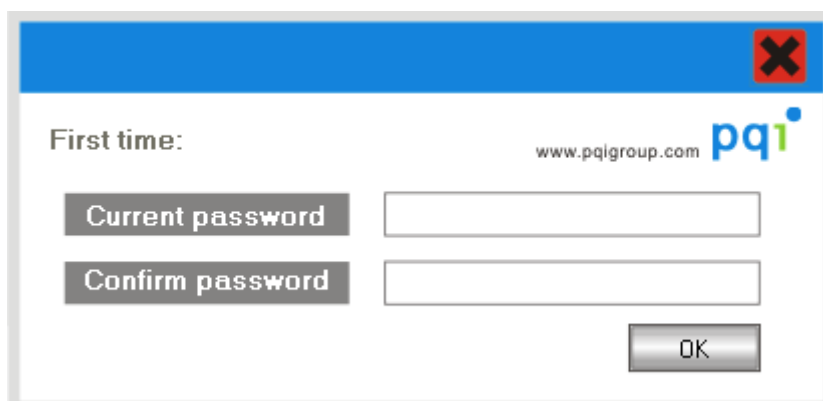 First time:
www.pqigroup.com pqi
Current password
Confirm password
OK